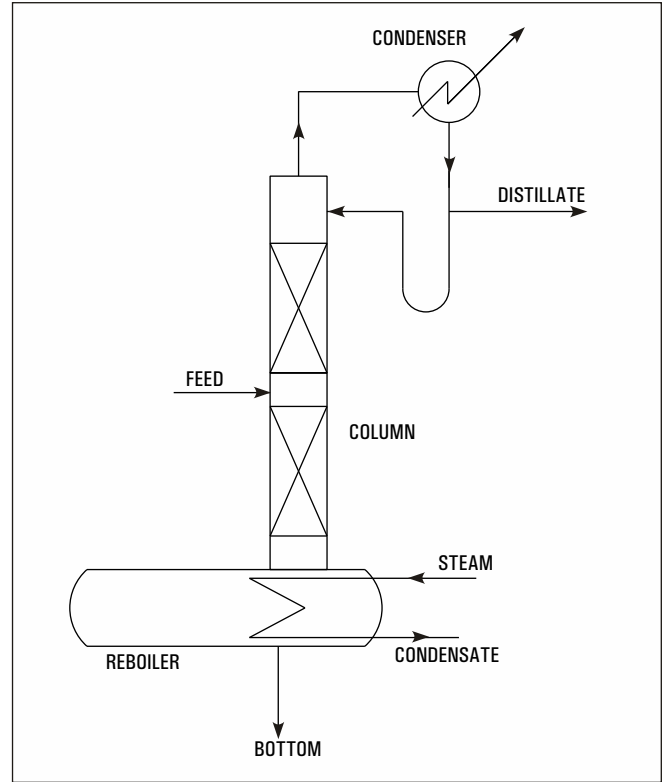 CONDENSER
DISTILLATE
FEED
COLUMN
STEAM
REBOILER
CONDENSATE
BOTTOM